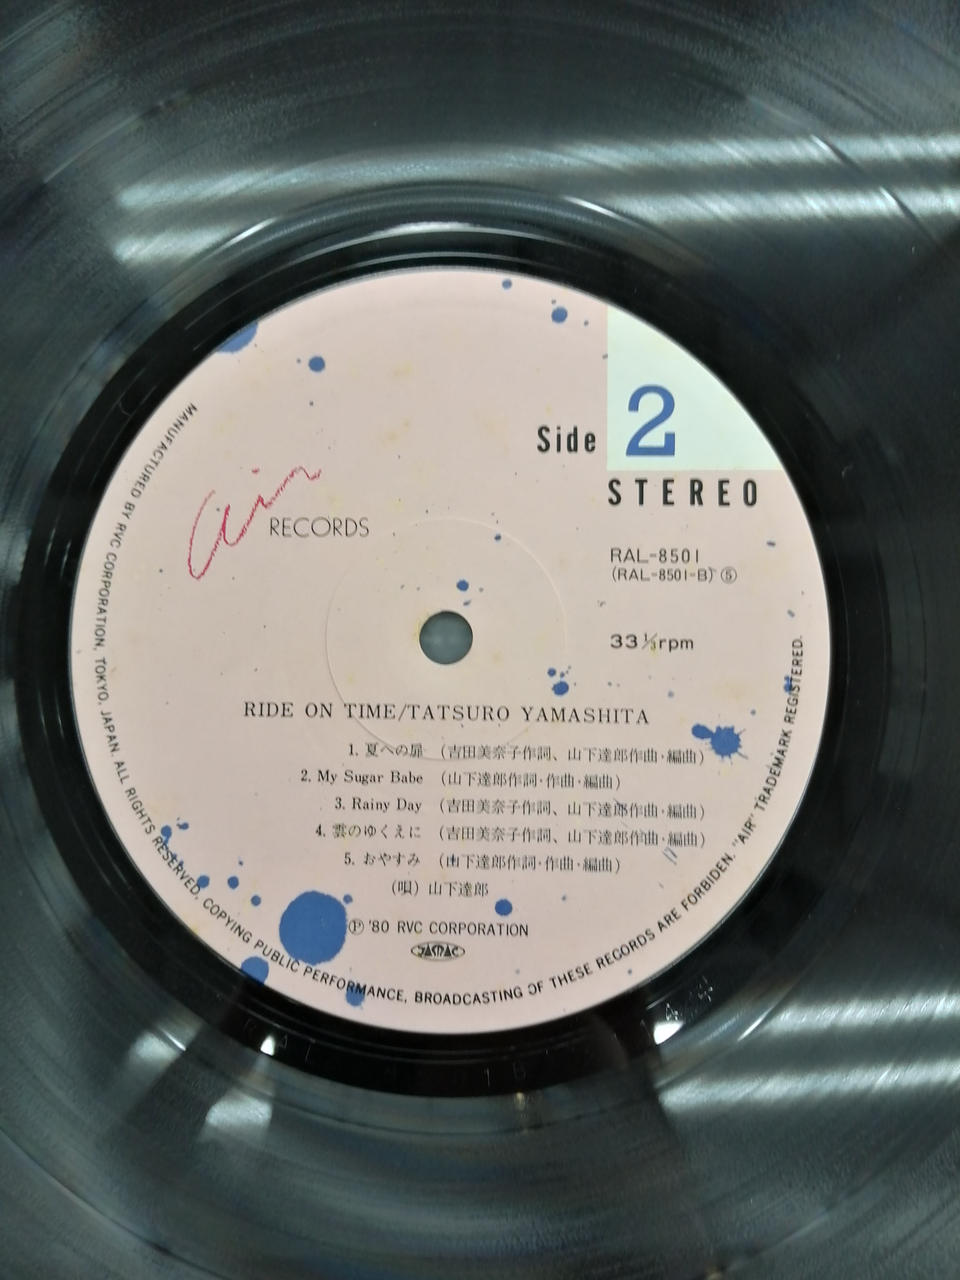 Side 2
STEREO
air RECORDS
RAL-8501
(RAL-8501-B) ⑤
33 1/3 rpm
RIDE ON TIME/TATSURO YAMASHITA
1. 夏への扉 (吉田美奈子作詞、山下達郎作曲·編曲)
2. My Sugar Babe (山下達郎作詞·作曲·編曲)
3. Rainy Day (吉田美奈子作詞、山下達郎作曲·編曲)
4. 雲のゆくえに (吉田美奈子作詞、山下達郎作曲·編曲)
5. おやすみ (山下達郎作詞·作曲·編曲)
(唄) 山下達郎
Ⓟ '80 RVC CORPORATION
JASRAC
MANUFACTURED BY RVC CORPORATION, TOKYO, JAPAN. ALL RIGHTS RESERVED, COPYING PUBLIC PERFORMANCE, BROADCASTING OF THESE RECORDS ARE FORBIDDEN. "AIR" TRADEMARK REGISTERED.